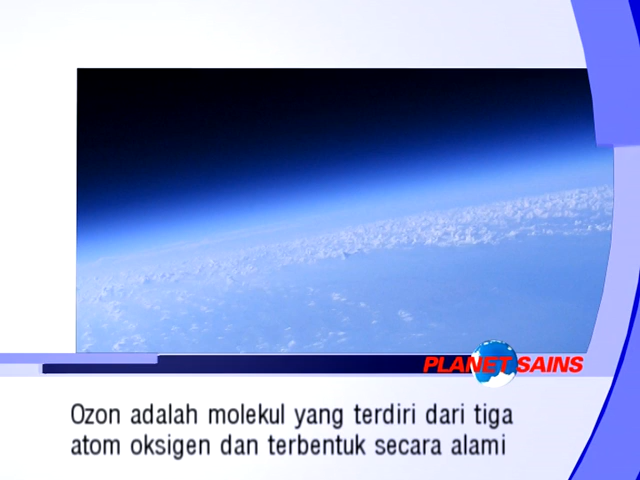 PLANET SAINS
Ozon adalah molekul yang terdiri dari tiga
atom oksigen dan terbentuk secara alami